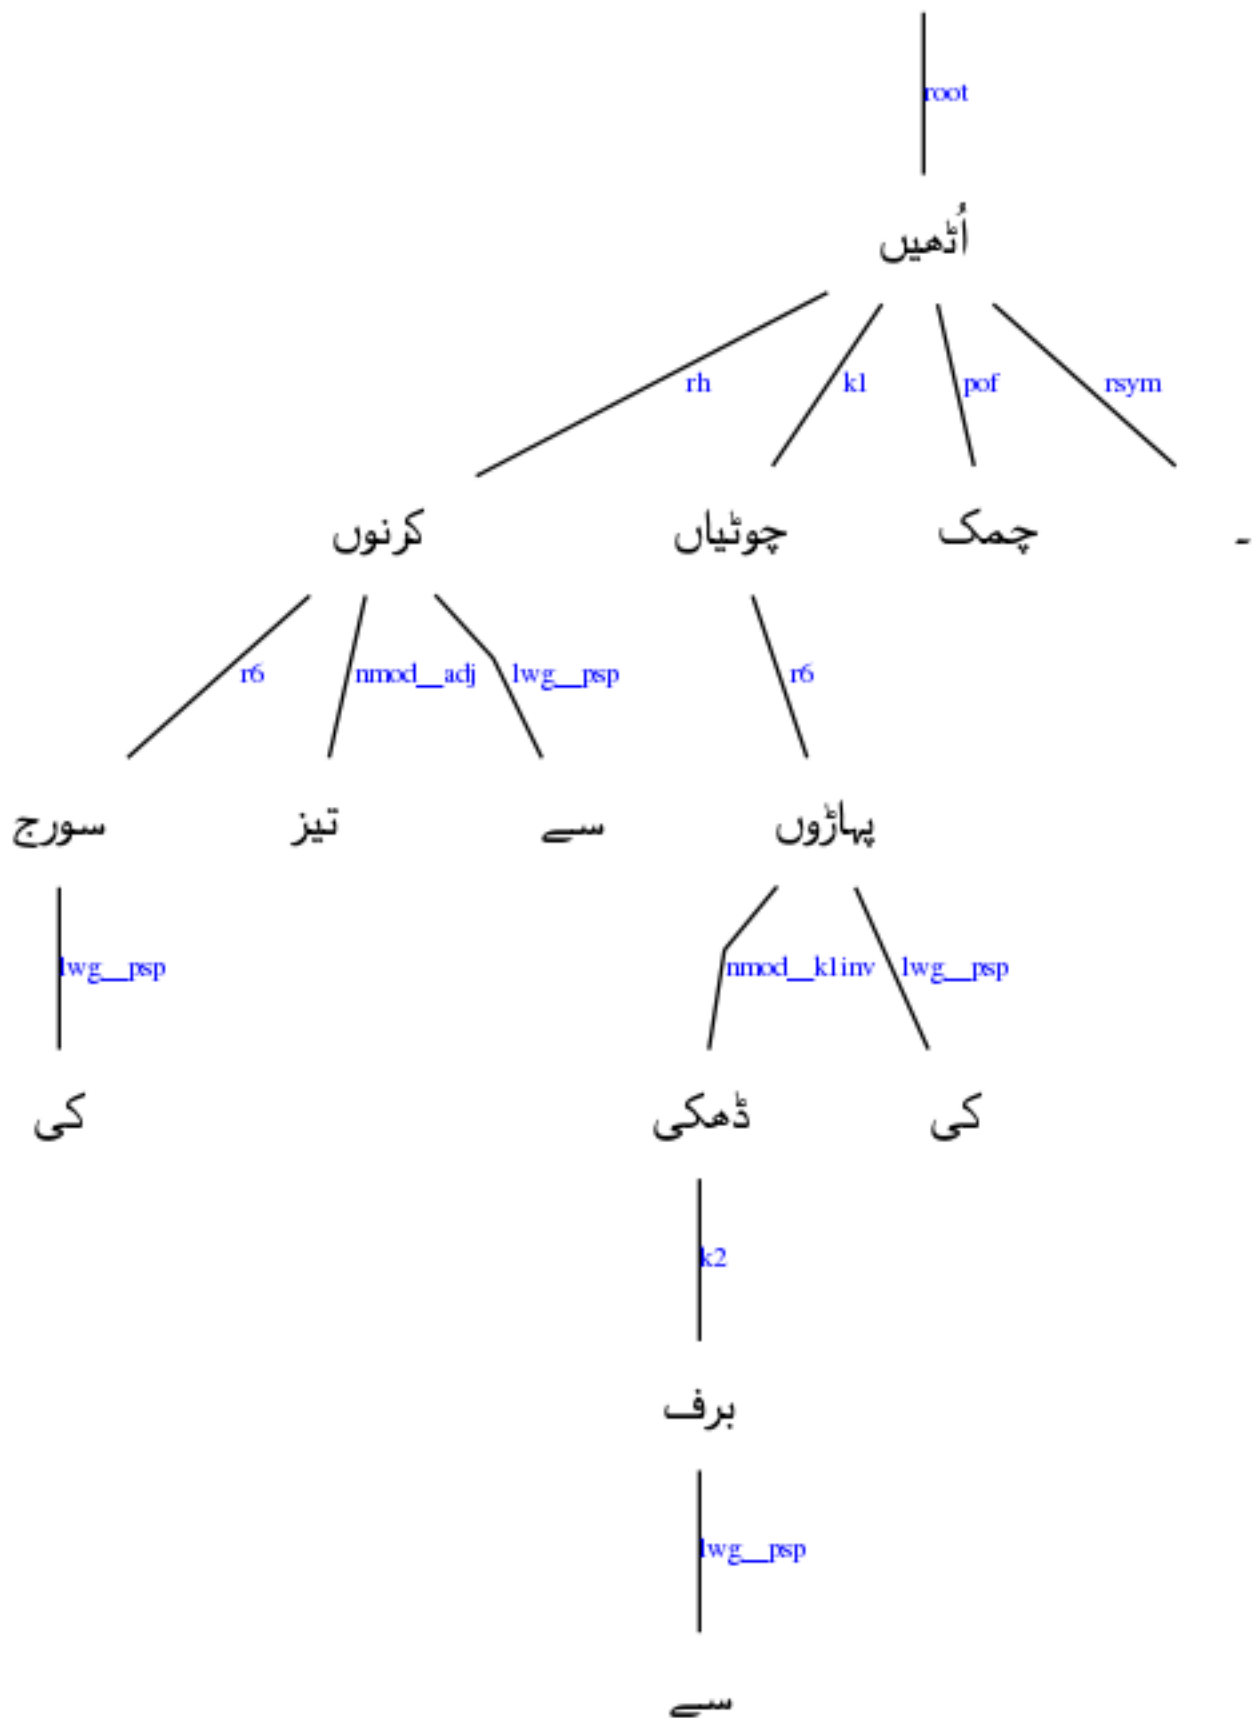 root
اُٹھیں
rh k1 pof rsym
کرنوں چوٹیاں چمک ۔
r6 nmod__adj lwg__psp r6
سورج تیز سے پہاڑوں
lwg__psp nmod__k1inv lwg__psp
کی ڈھکی کی
k2
برف
lwg__psp
سے